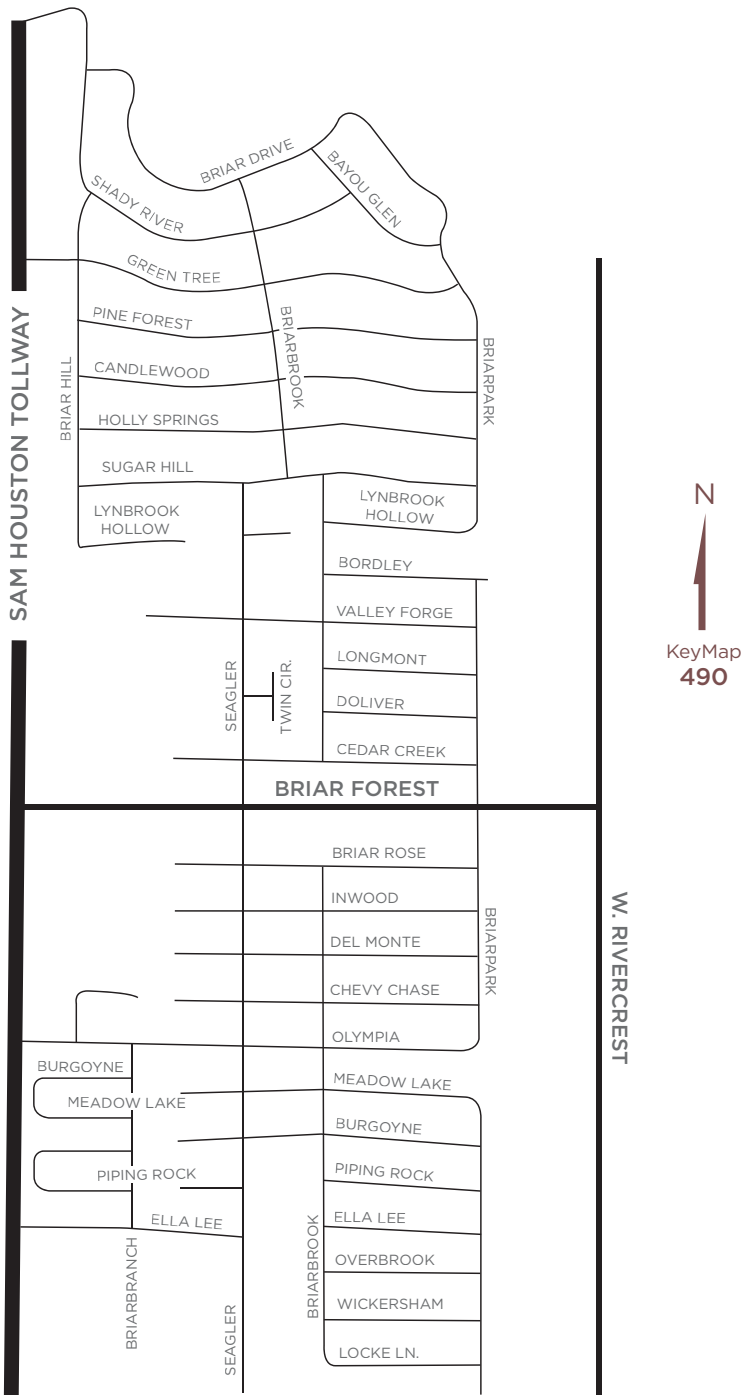 BRIAR DRIVE
BAYOU GLEN
SHADY RIVER
GREEN TREE
PINE FOREST
BRIARBROOK
BRIARPARK
CANDLEWOOD
BRIAR HILL
HOLLY SPRINGS
SUGAR HILL
SAM HOUSTON TOLLWAY
LYNBROOK
HOLLOW
LYNBROOK
HOLLOW
N
KeyMap
490
BORDLEY
VALLEY FORGE
LONGMONT
SEAGLER
TWIN CIR.
DOLIVER
CEDAR CREEK
BRIAR FOREST
BRIAR ROSE
INWOOD
BRIARPARK
W. RIVERCREST
DEL MONTE
CHEVY CHASE
OLYMPIA
BURGOYNE
MEADOW LAKE
MEADOW LAKE
BURGOYNE
PIPING ROCK
PIPING ROCK
ELLA LEE
ELLA LEE
BRIARBROOK
BRIARBRANCH
OVERBROOK
WICKERSHAM
SEAGLER
LOCKE LN.